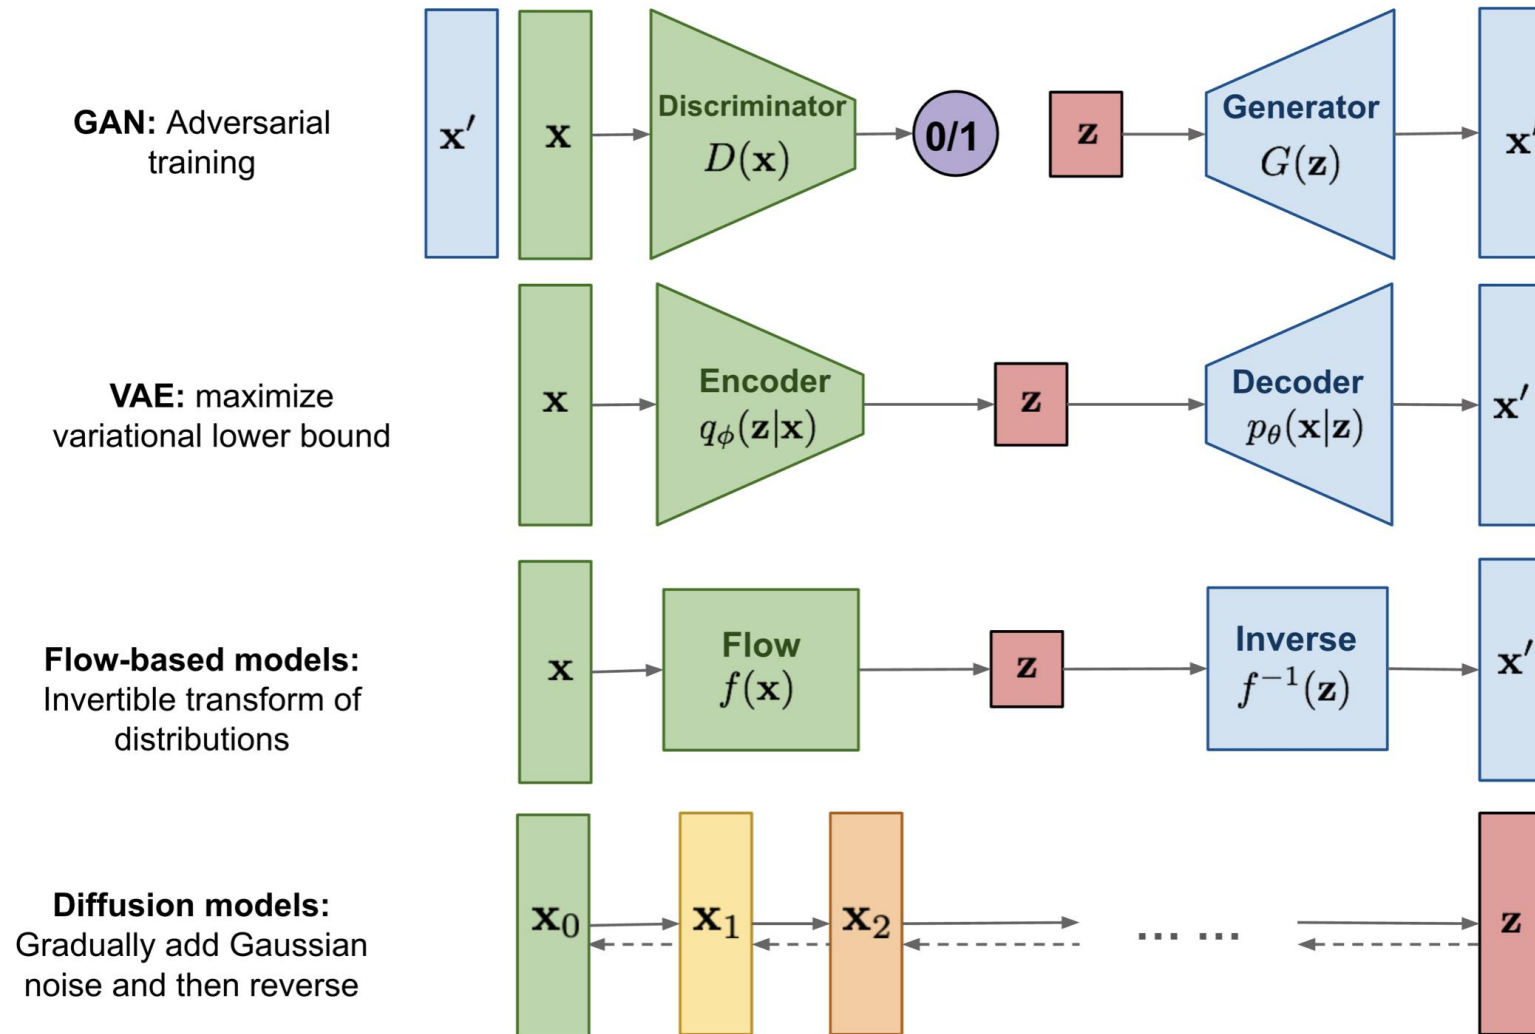 GAN: Adversarial
training
x′
x
Discriminator
D(x)
0/1
z
Generator
G(z)
x′
VAE: maximize
variational lower bound
x
Encoder
qϕ(z|x)
z
Decoder
pθ(x|z)
x′
Flow-based models:
Invertible transform of
distributions
x
Flow
f(x)
z
Inverse
f⁻¹(z)
x′
Diffusion models:
Gradually add Gaussian
noise and then reverse
x₀
x₁
x₂
... ...
z